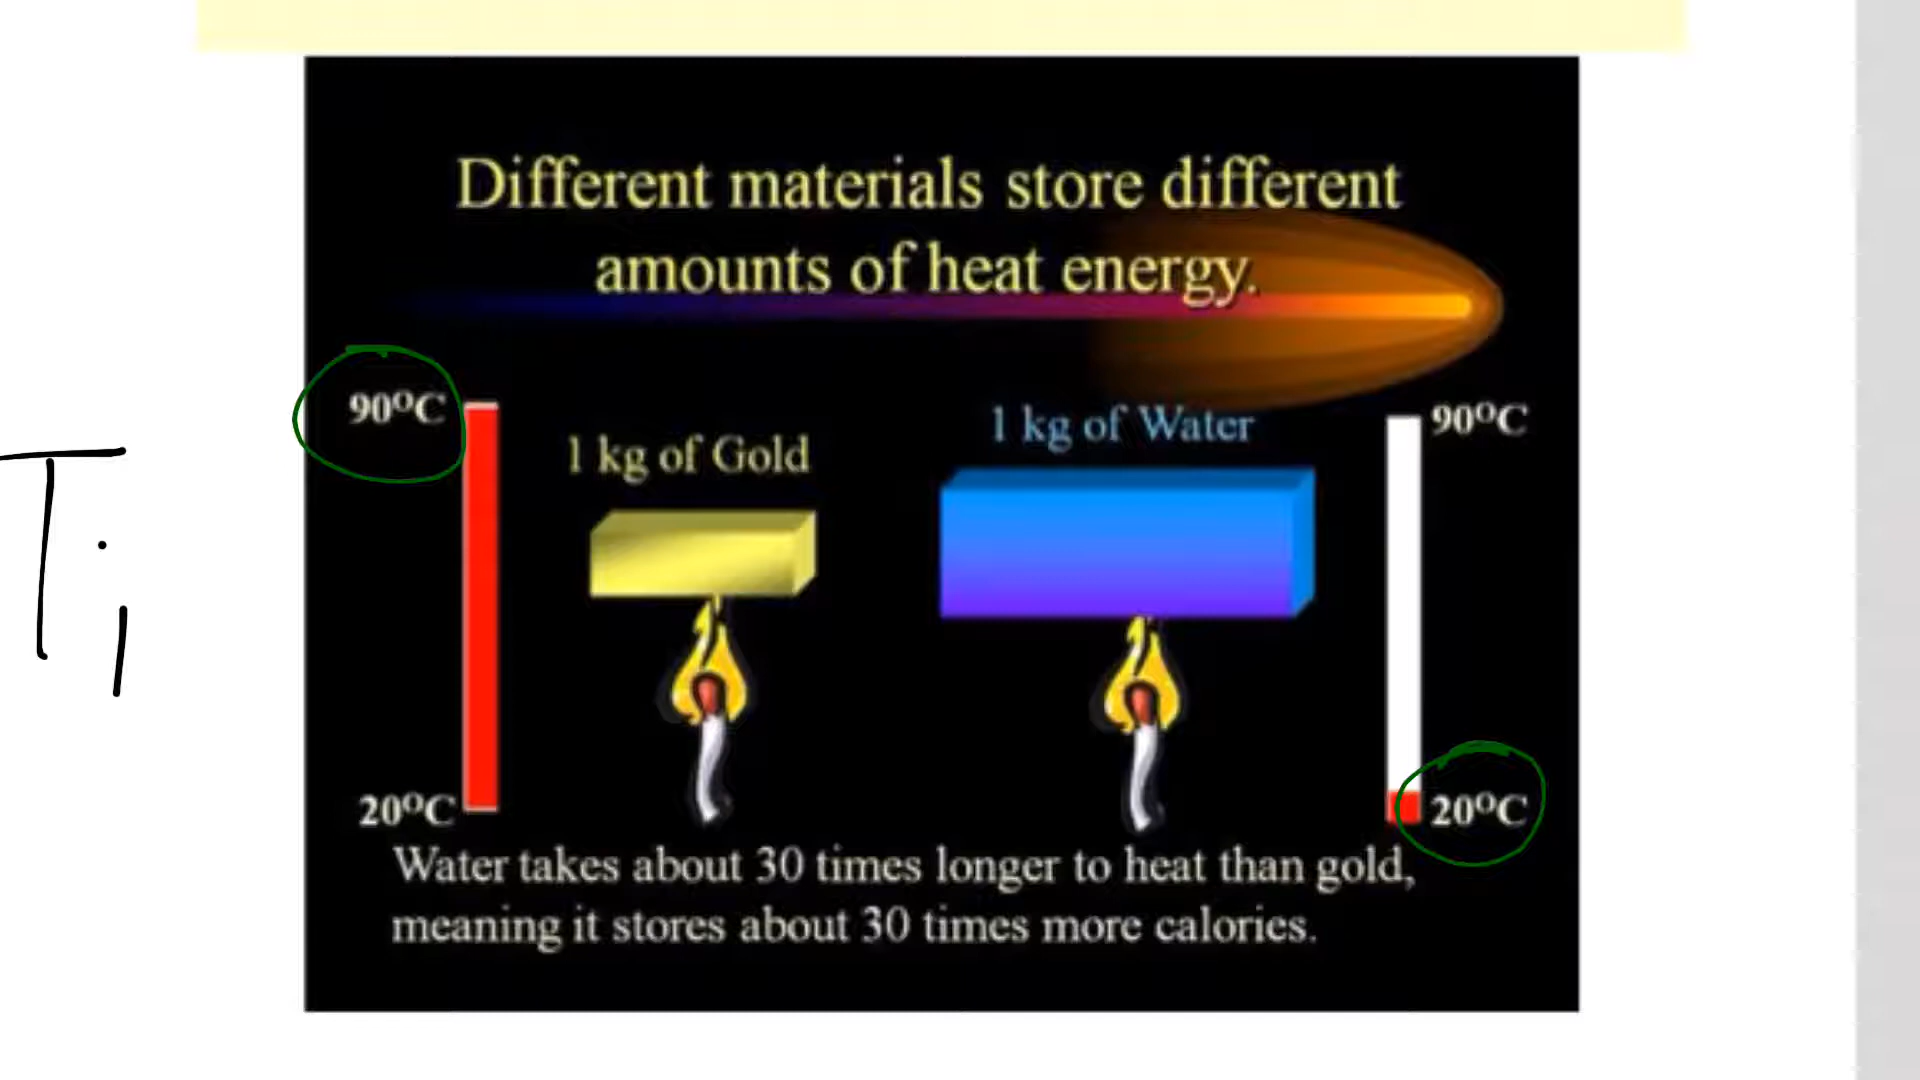 Different materials store different
amounts of heat energy.
90°C
1 kg of Gold
1 kg of Water
90°C
Ti
20°C
20°C
Water takes about 30 times longer to heat than gold,
meaning it stores about 30 times more calories.